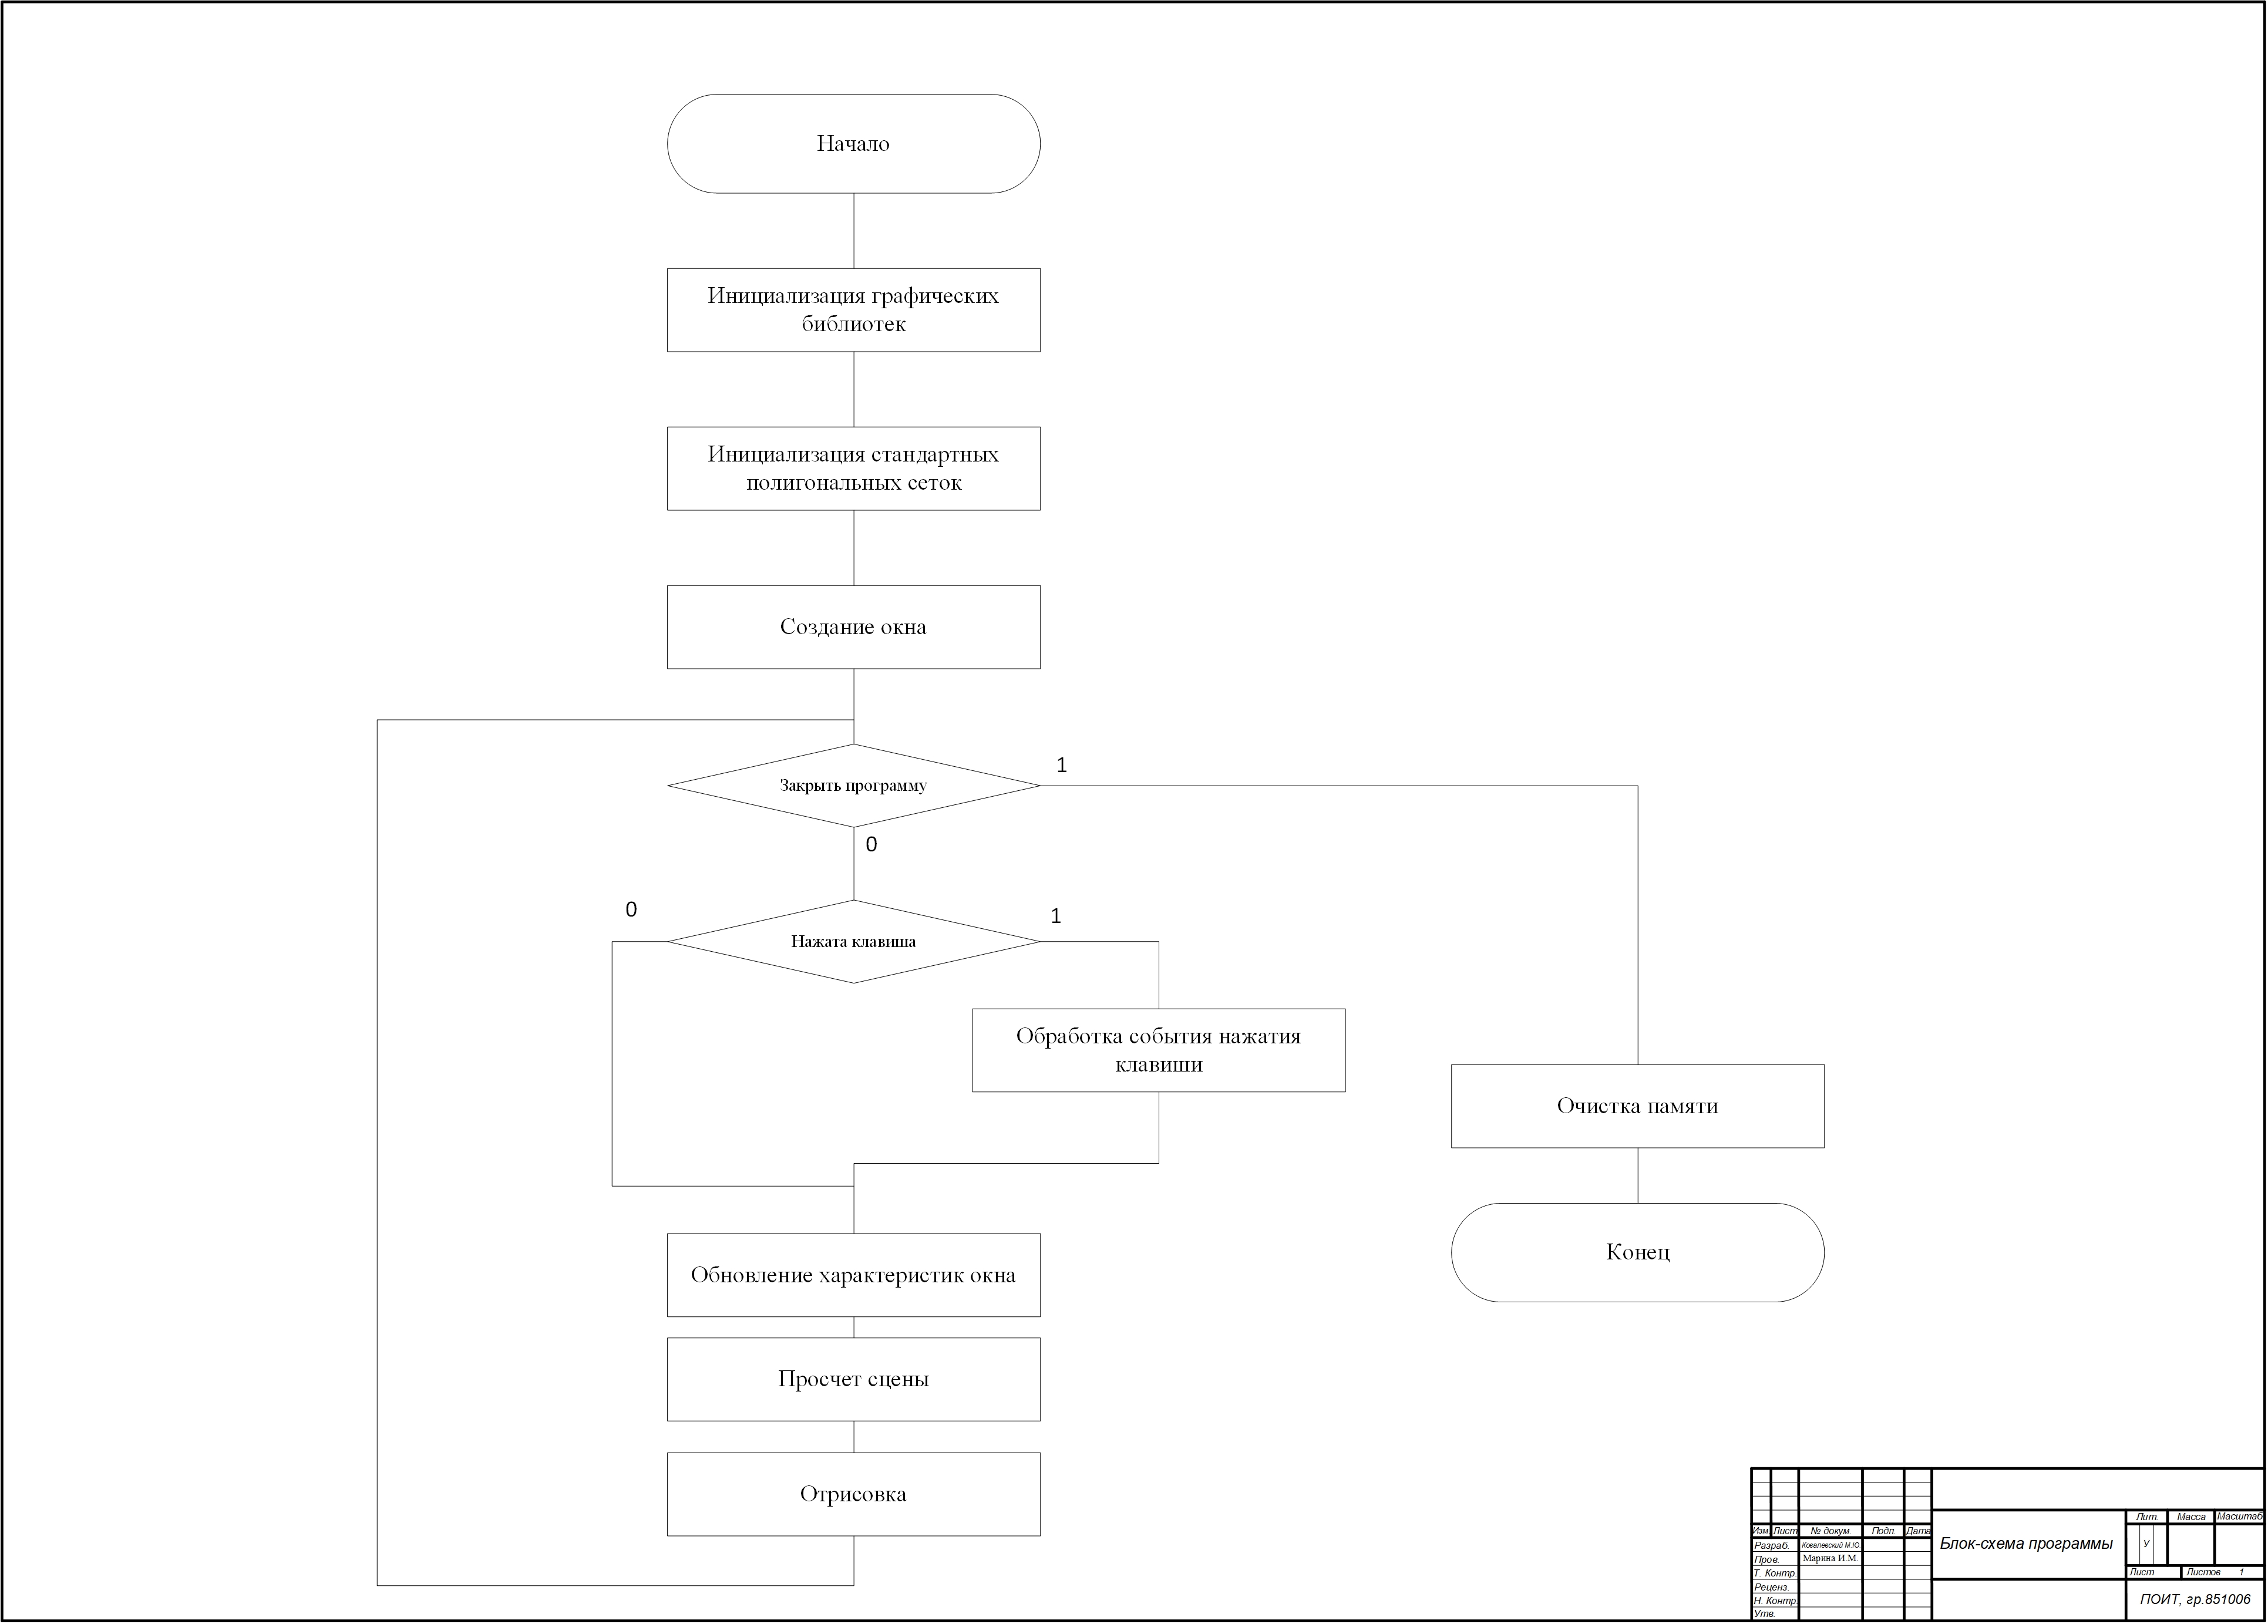 Начало
Инициализация графических
библиотек
Инициализация стандартных
полигональных сеток
Создание окна
Закрыть программу
1
0
Нажата клавиша
0
1
Обработка события нажатия
клавиши
Очистка памяти
Конец
Обновление характеристик окна
Просчет сцены
Отрисовка
Изм. Лист № докум. Подп. Дата
Разраб. Ковалевский М.Ю.
Пров. Марина И.М.
Т. Контр.
Реценз.
Н. Контр.
Утв.
Блок-схема программы
Лит. Масса Масштаб
У
Лист Листов 1
ПОИТ, гр.851006